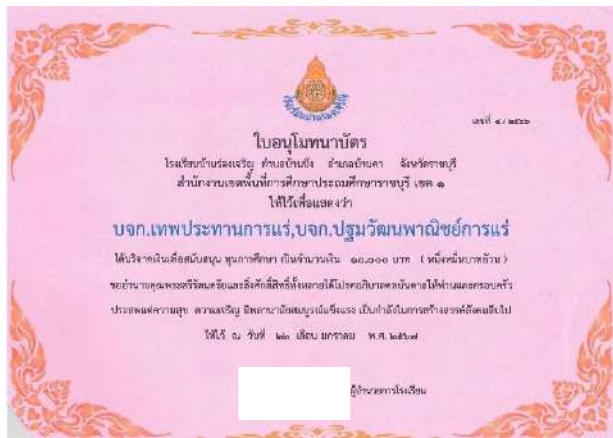 เลขที่ ๔/๒๕๖๖
ใบอนุโมทนาบัตร
โรงเรียนบ้านร่องเจริญ ตำบลบ้านบึง อำเภอบ้านคา จังหวัดราชบุรี
สำนักงานเขตพื้นที่การศึกษาประถมศึกษาราชบุรี เขต ๑
ให้ไว้เพื่อแสดงว่า
บจก.เทพประทานการแร่,บจก.ปฐมวัฒนพาณิชย์การแร่
ได้บริจาคเงินเพื่อสนับสนุน ทุนการศึกษา เป็นจำนวนเงิน ๑๐,๐๐๐ บาท ( หนึ่งหมื่นบาทถ้วน )
ขออำนาจคุณพระศรีรัตนตรัยและสิ่งศักดิ์สิทธิ์ทั้งหลายได้โปรดอภิบาลดลบันดาลให้ท่านและครอบครัว
ประสพแต่ความสุข ความเจริญ มีพลานามัยสมบูรณ์แข็งแรง เป็นกำลังในการสร้างสรรค์สังคมสืบไป
ให้ไว้ ณ วันที่ เดือน มกราคม พ.ศ. ๒๕๖๗
ผู้อำนวยการโรงเรียน